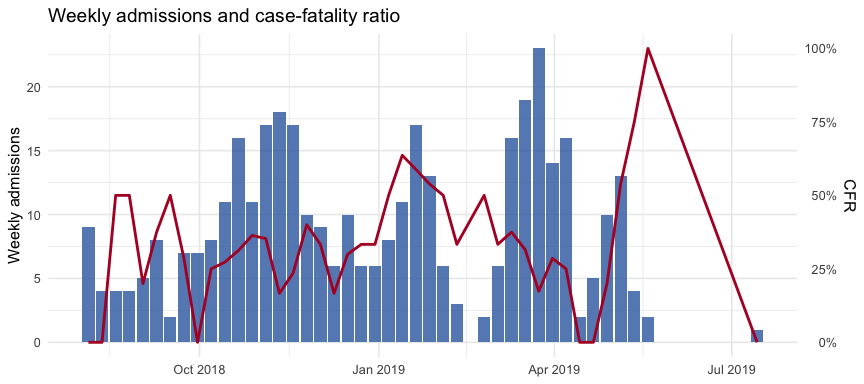 Weekly admissions and case-fatality ratio
Weekly admissions
20
15
10
5
0
100%
75%
50%
25%
0%
CFR
Oct 2018
Jan 2019
Apr 2019
Jul 2019